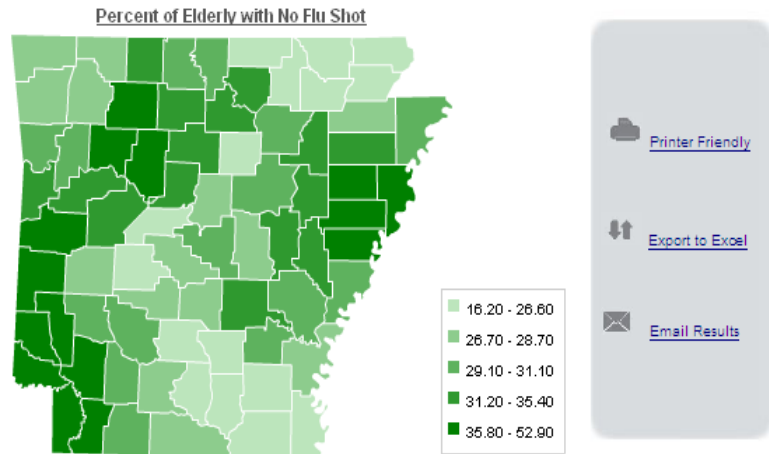 Percent of Elderly with No Flu Shot
Printer Friendly
Export to Excel
Email Results
16.20 - 26.60
26.70 - 28.70
29.10 - 31.10
31.20 - 35.40
35.80 - 52.90